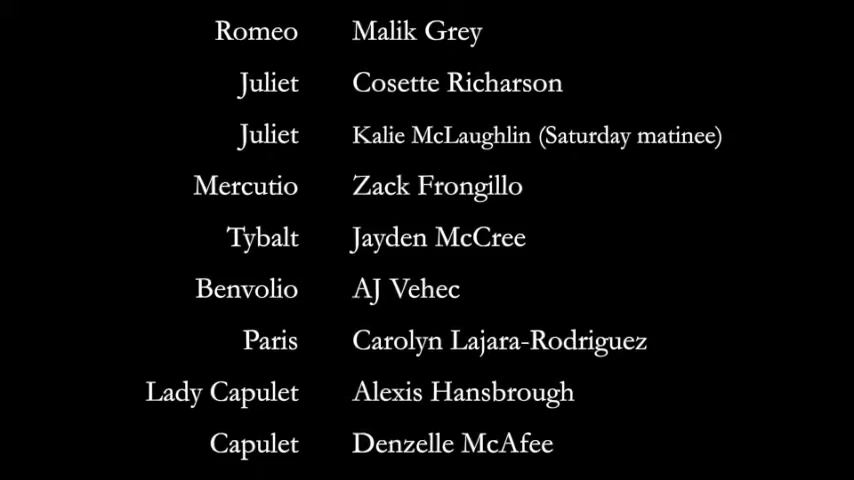 Romeo Malik Grey
Juliet Cosette Richarson
Juliet Kalie McLaughlin (Saturday matinee)
Mercutio Zack Frongillo
Tybalt Jayden McCree
Benvolio AJ Vehec
Paris Carolyn Lajara-Rodriguez
Lady Capulet Alexis Hansbrough
Capulet Denzelle McAfee